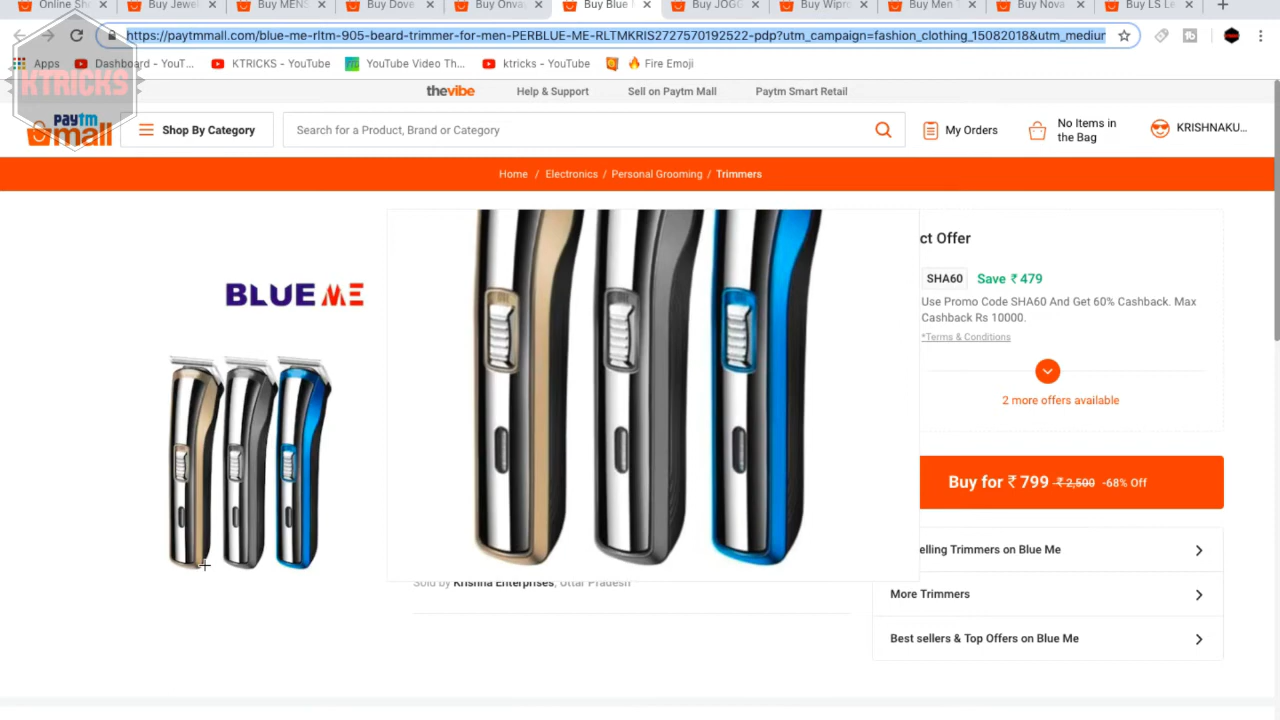 Online Sho
Buy Jewel
Buy MENS
Buy Dove
Buy Onvas
Buy Blue
Buy JOGG
Buy Wipro
Buy Men T
Buy Nova
Buy LS Le
https://paytmmall.com/blue-me-rltm-905-beard-trimmer-for-men-PERBLUE-ME-RLTMKRIS2727570192522-pdp?utm_campaign=fashion_clothing_15082018&utm_medium
Apps
Dashboard - YouT...
KTRICKS - YouTube
YouTube Video Th...
ktricks - YouTube
🔥 Fire Emoji
KTRICKS
thevibe
Help & Support
Sell on Paytm Mall
Paytm Smart Retail
paytm
mall
Shop By Category
Search for a Product, Brand or Category
My Orders
No Items in
the Bag
KRISHNAKU...
Home / Electronics / Personal Grooming / Trimmers
BLUE ME
ct Offer
SHA60 Save ₹ 479
Use Promo Code SHA60 And Get 60% Cashback. Max
Cashback Rs 10000.
*Terms & Conditions
2 more offers available
Buy for ₹ 799 ₹ 2,500 -68% Off
Sold by Krishna Enterprises, Uttar Pradesh
elling Trimmers on Blue Me
More Trimmers
Best sellers & Top Offers on Blue Me